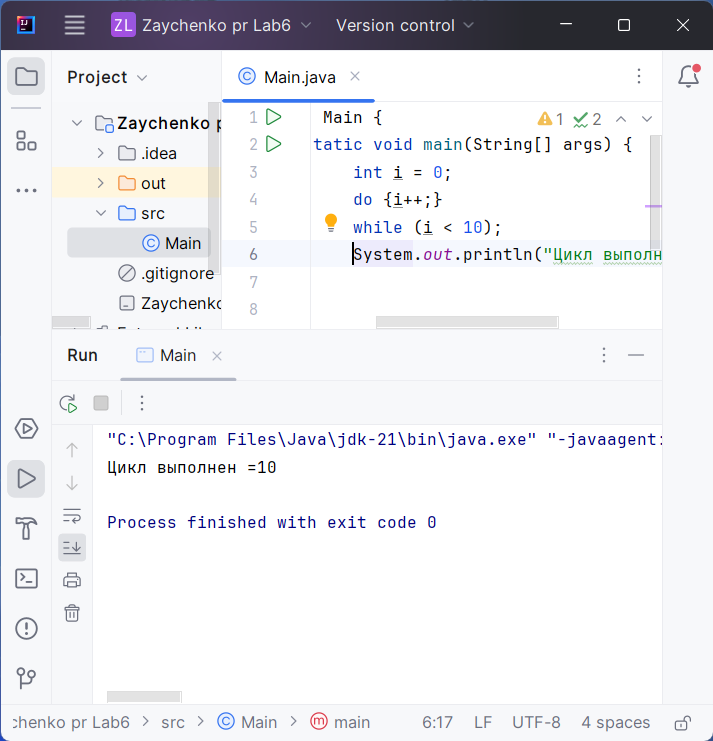 ZL Zaychenko pr Lab6 Version control
Project
Main.java
Zaychenko p
.idea
out
src
Main
.gitignore
Zaychenko
1 Main {
2 tatic void main(String[] args) {
3 int i = 0;
4 do {i++;}
5 while (i < 10);
6 System.out.println("Цикл выполн
7
8
1 2
Run Main
"C:\Program Files\Java\jdk-21\bin\java.exe" "-javaagent:
Цикл выполнен =10
Process finished with exit code 0
chenko pr Lab6 > src > Main > main 6:17 LF UTF-8 4 spaces